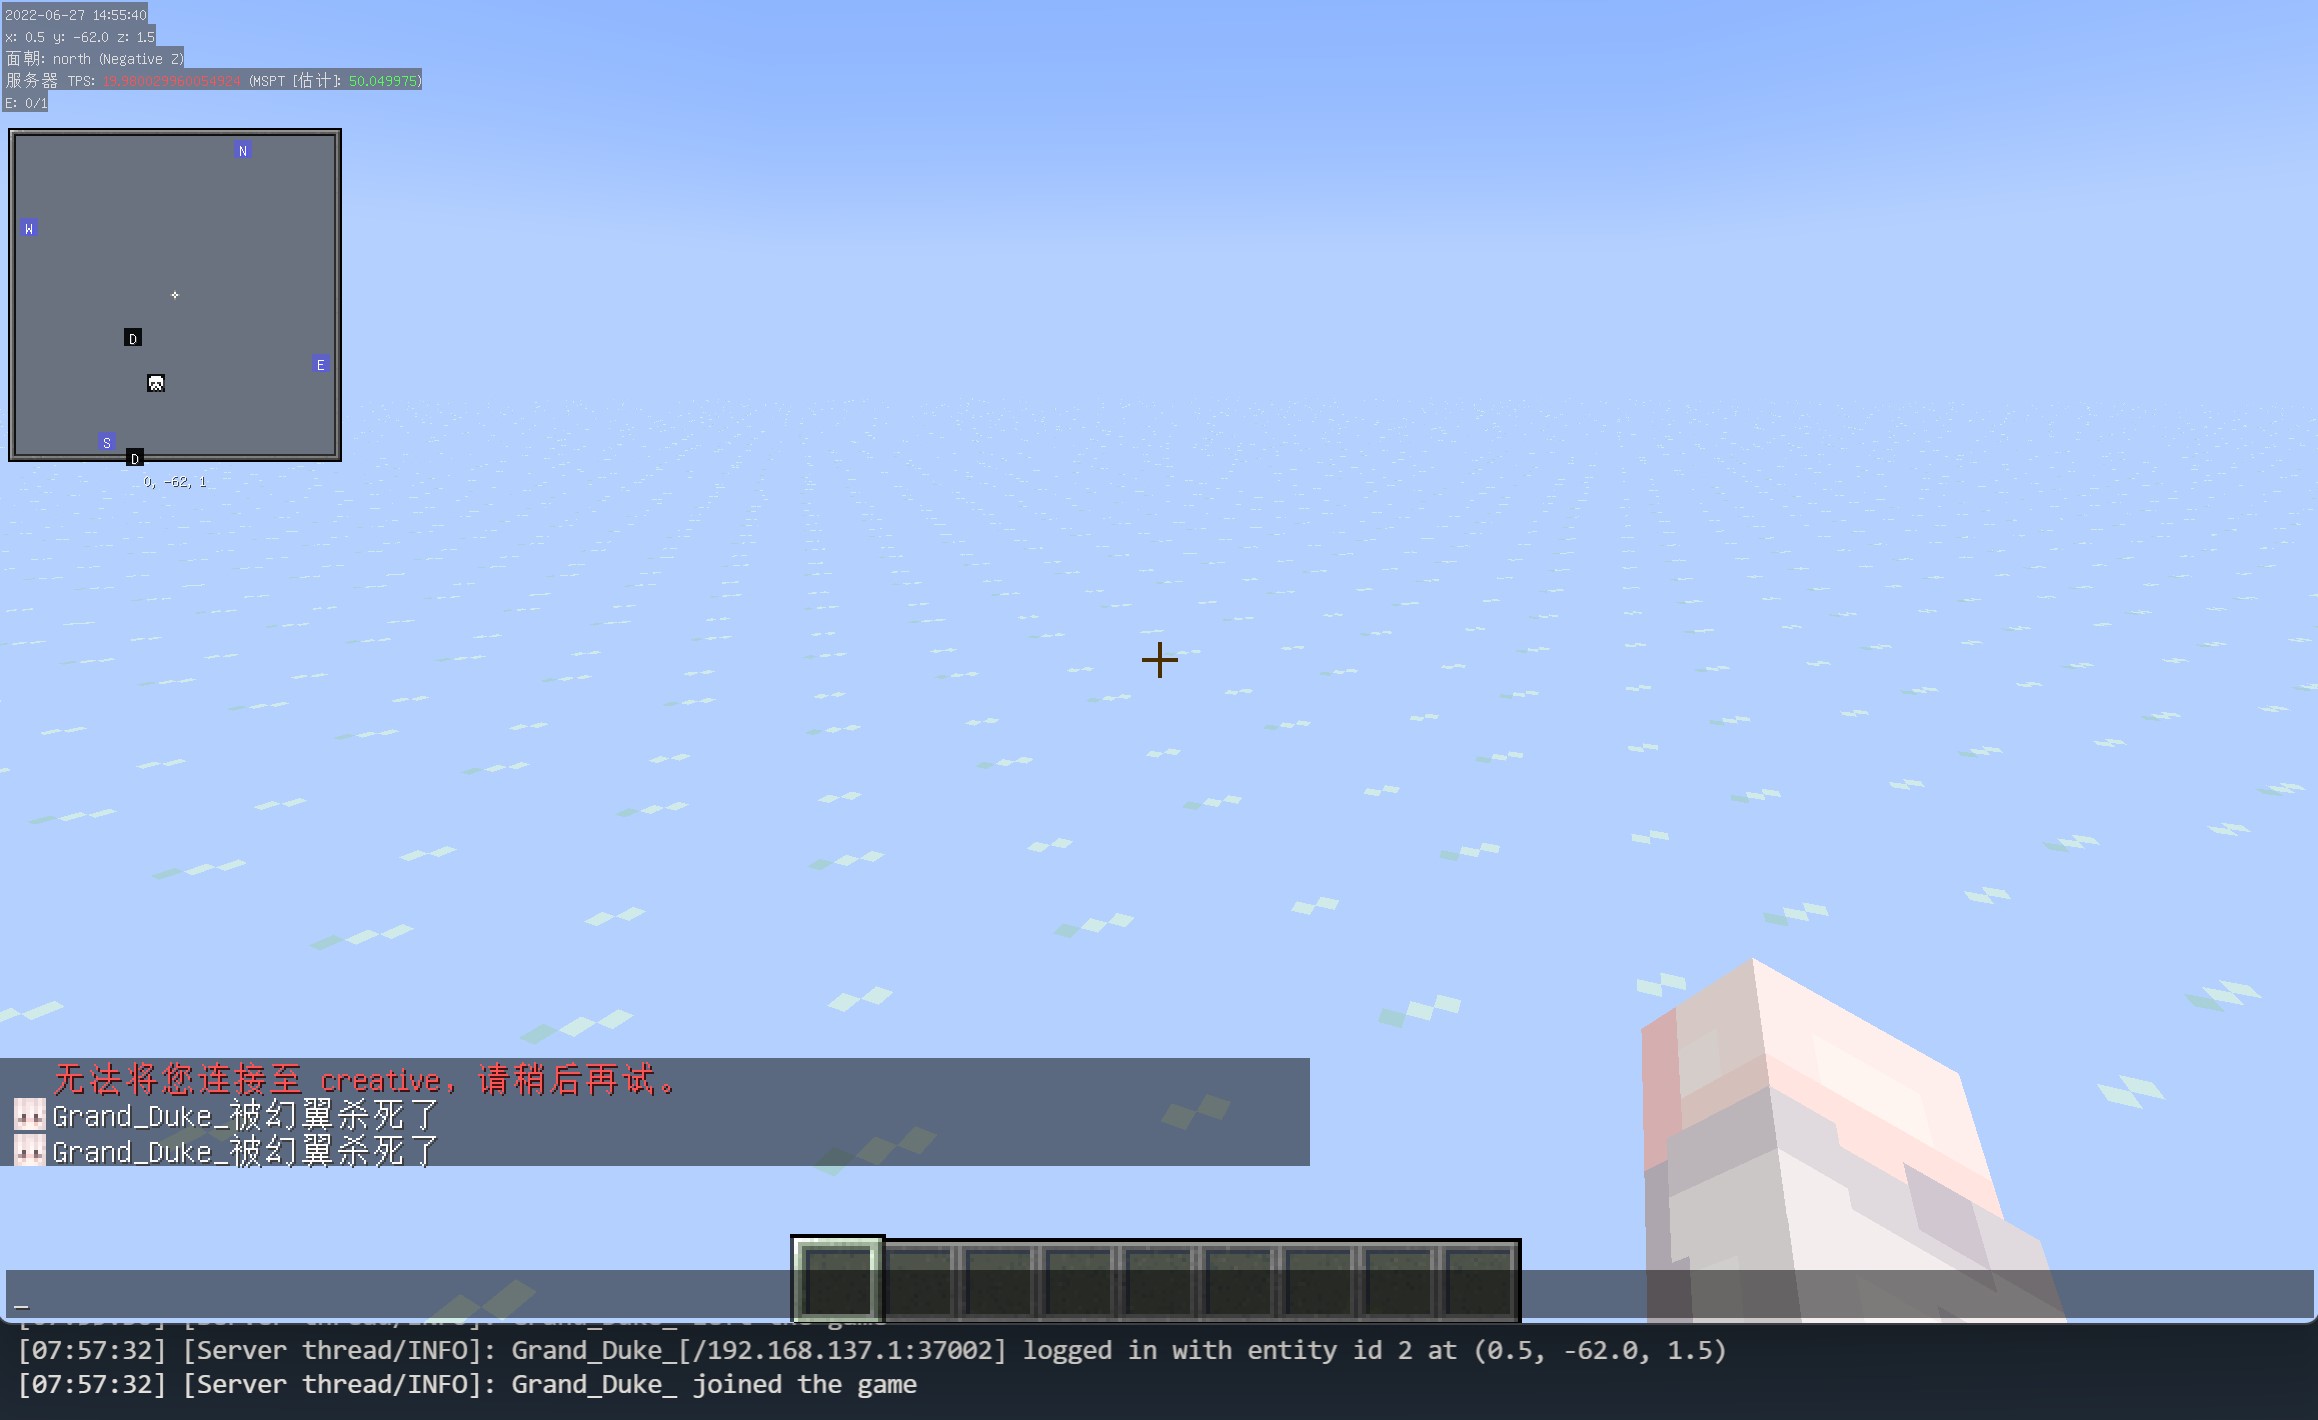 2022-06-27 14:55:40
x: 0.5 y: -62.0 z: 1.5
面朝: north (Negative Z)
服务器 TPS: 19.980029960054924 (MSPT [估计]: 50.049975)
E: 0/1
N
W
D
E
S
D
0, -62, 1
无法将您连接至 creative, 请稍后再试。
Grand_Duke_被幻翼杀死了
Grand_Duke_被幻翼杀死了
_
[07:57:32] [Server thread/INFO]: Grand_Duke_[/192.168.137.1:37002] logged in with entity id 2 at (0.5, -62.0, 1.5)
[07:57:32] [Server thread/INFO]: Grand_Duke_ joined the game